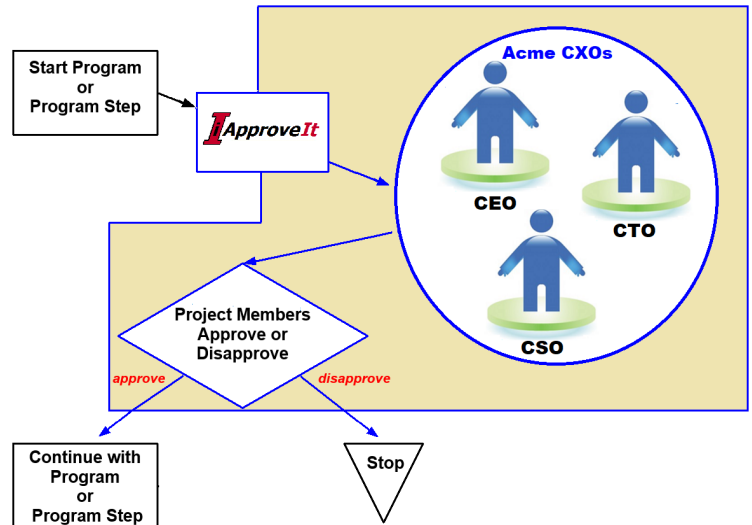 Acme CXOs
Start Program
or
Program Step
IApproveIt
CEO
CTO
CSO
Project Members
Approve or
Disapprove
approve
disapprove
Continue with
Program
or
Program Step
Stop